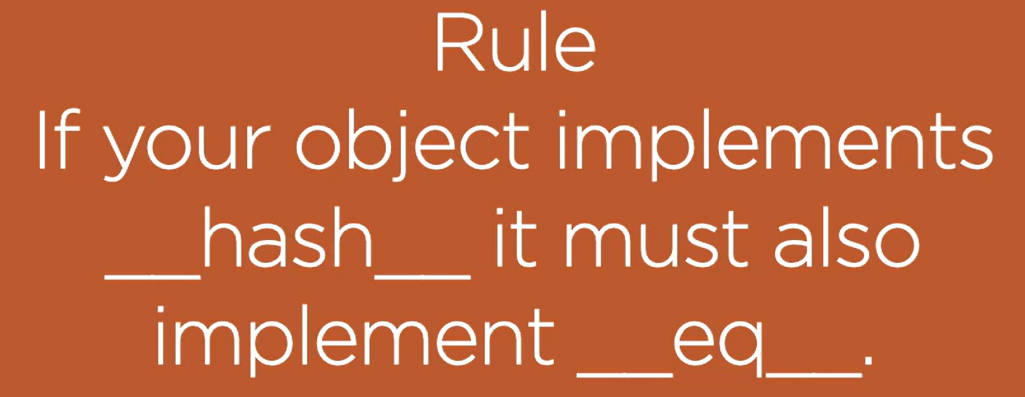 Rule
If your object implements
__hash__ it must also
implement __eq__.